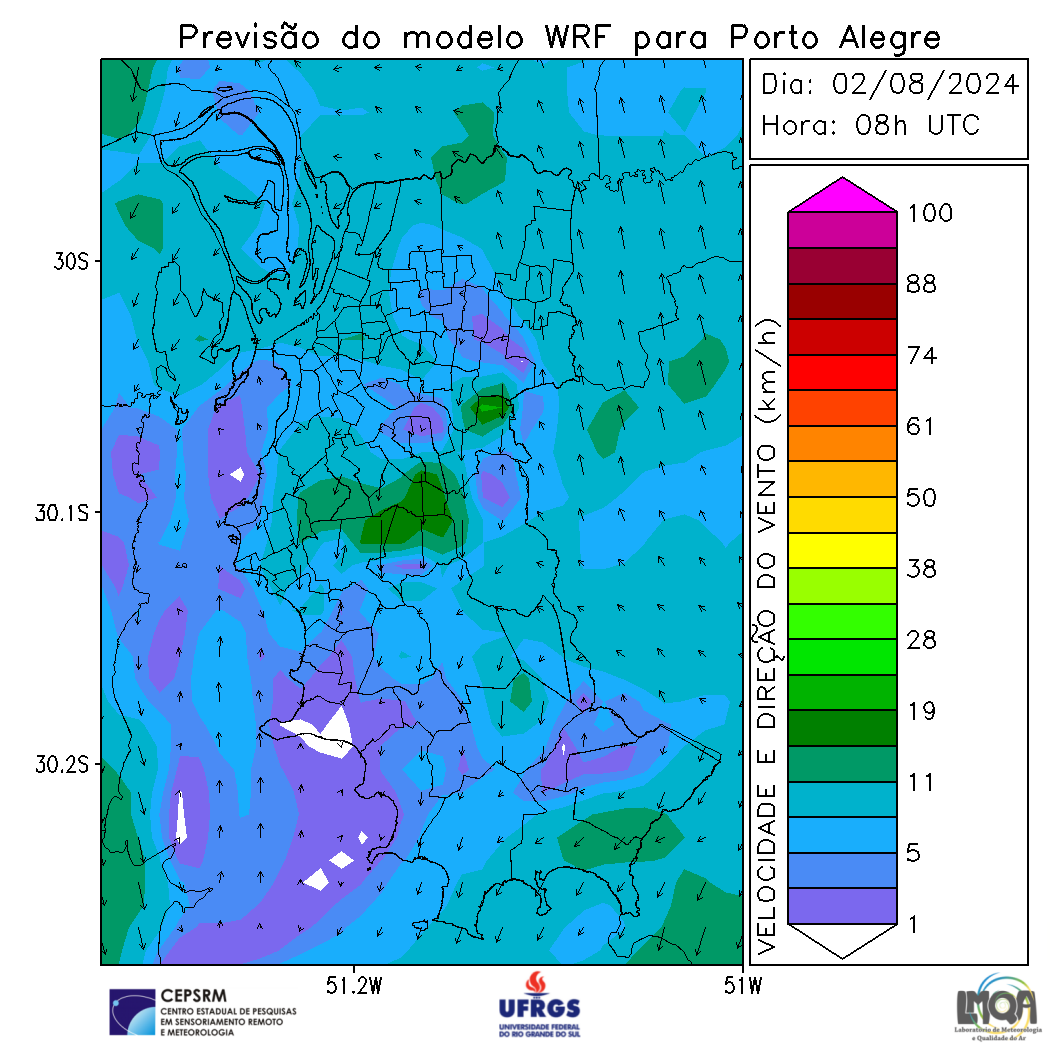 Previsão do modelo WRF para Porto Alegre
Dia: 02/08/2024
Hora: 08h UTC
30S
30.1S
30.2S
51.2W
51W
VELOCIDADE E DIREÇÃO DO VENTO (km/h)
100
88
74
61
50
38
28
19
11
5
1
CEPSRM
CENTRO ESTADUAL DE PESQUISAS
EM SENSORIAMENTO REMOTO
E METEOROLOGIA
UFRGS
UNIVERSIDADE FEDERAL
DO RIO GRANDE DO SUL
LMQA
Laboratório de Meteorologia
e Qualidade do Ar